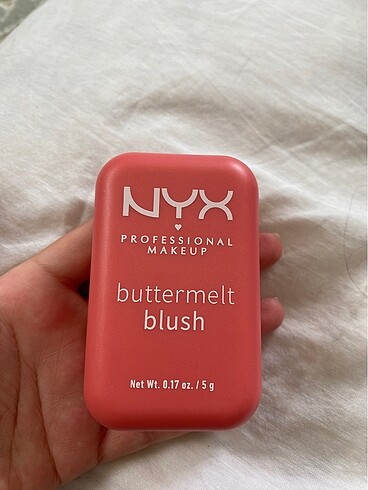 NYX
PROFESSIONAL
MAKEUP
buttermelt
blush
Net Wt. 0.17 oz. / 5 g